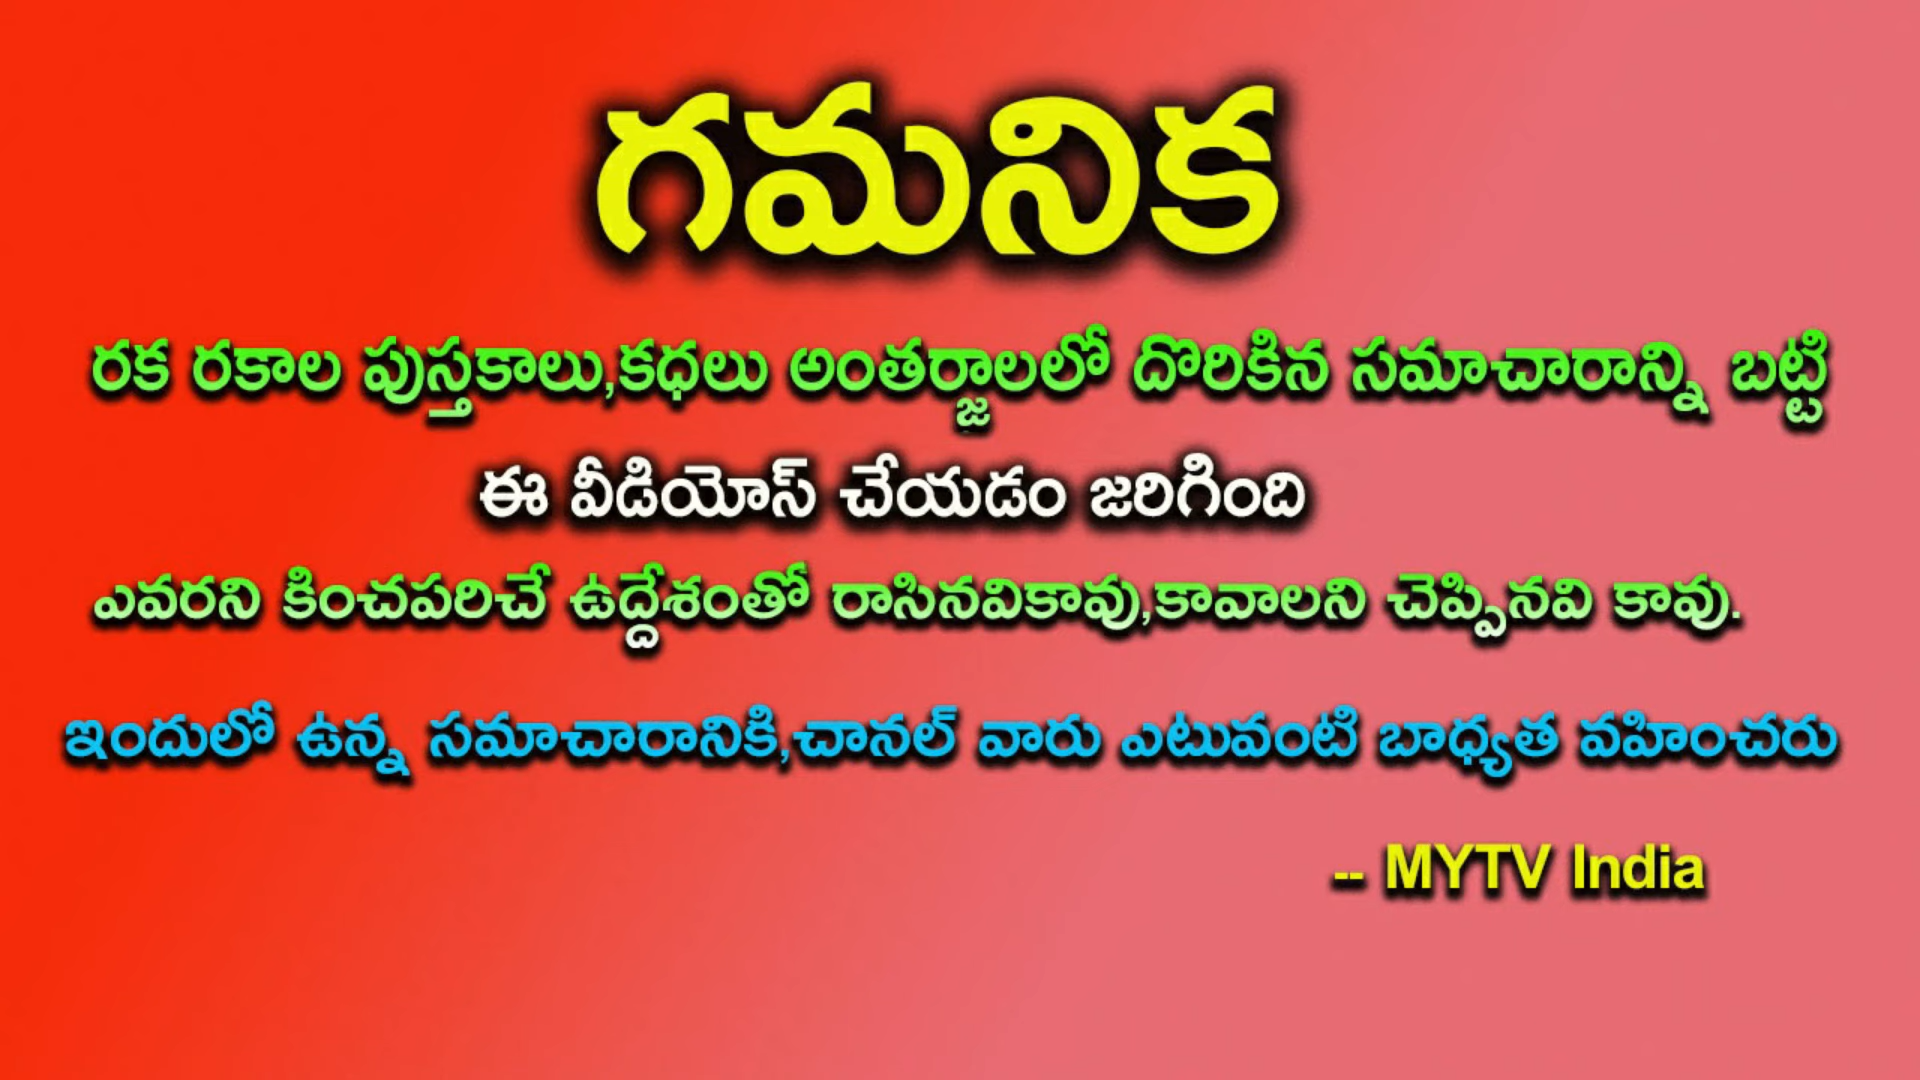 గమనిక
రక రకాల పుస్తకాలు,కథలు అంతర్జాలలో దొరికిన సమాచారాన్ని బట్టి
ఈ వీడియోస్ చేయడం జరిగింది
ఎవరని కించపరిచే ఉద్దేశంతో రాసినవికావు,కావాలని చెప్పినవి కావు.
ఇందులో ఉన్న సమాచారానికి,చానల్ వారు ఎటువంటి బాధ్యత వహించరు
-- MYTV India